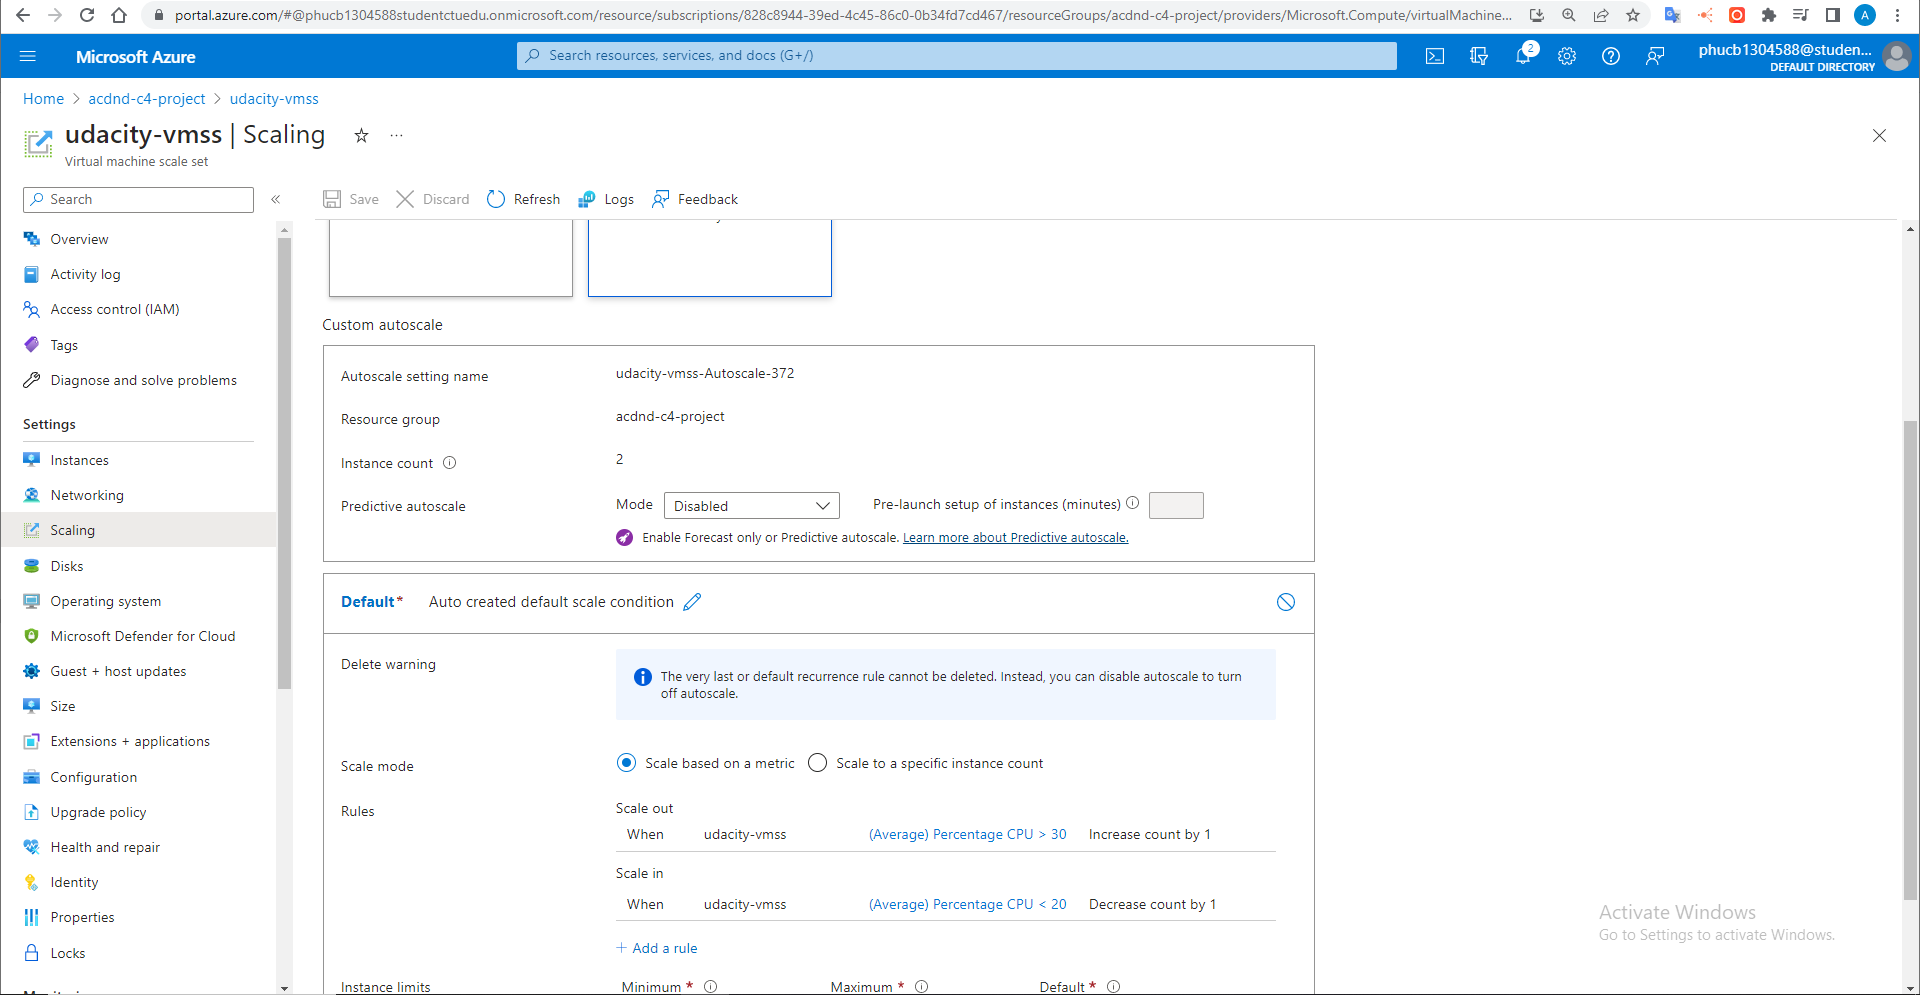 portal.azure.com/#@phucb1304588studentctuedu.onmicrosoft.com/resource/subscriptions/828c8944-39ed-4c45-86c0-0b34fd7cd467/resourceGroups/acdnd-c4-project/providers/Microsoft.Compute/virtualMachine...
A
Microsoft Azure
Search resources, services, and docs (G+/)
2
phucb1304588@studen...
DEFAULT DIRECTORY
Home > acdnd-c4-project > udacity-vmss
udacity-vmss | Scaling
Virtual machine scale set
Search
Save
Discard
Refresh
Logs
Feedback
Overview
Activity log
Access control (IAM)
Tags
Diagnose and solve problems
Settings
Instances
Networking
Scaling
Disks
Operating system
Microsoft Defender for Cloud
Guest + host updates
Size
Extensions + applications
Configuration
Upgrade policy
Health and repair
Identity
Properties
Locks
Custom autoscale
Autoscale setting name udacity-vmss-Autoscale-372
Resource group acdnd-c4-project
Instance count 2
Predictive autoscale Mode Disabled Pre-launch setup of instances (minutes)
Enable Forecast only or Predictive autoscale. Learn more about Predictive autoscale.
Default* Auto created default scale condition
Delete warning
The very last or default recurrence rule cannot be deleted. Instead, you can disable autoscale to turn
off autoscale.
Scale mode Scale based on a metric Scale to a specific instance count
Rules
Scale out
When udacity-vmss (Average) Percentage CPU > 30 Increase count by 1
Scale in
When udacity-vmss (Average) Percentage CPU < 20 Decrease count by 1
+ Add a rule
Instance limits Minimum * Maximum * Default *
Activate Windows
Go to Settings to activate Windows.